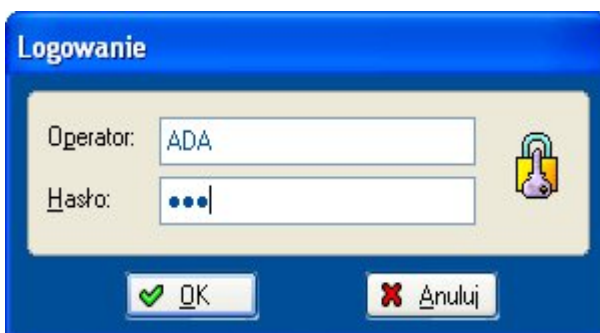 Logowanie
Operator: ADA
Hasło: •••
OK
Anuluj